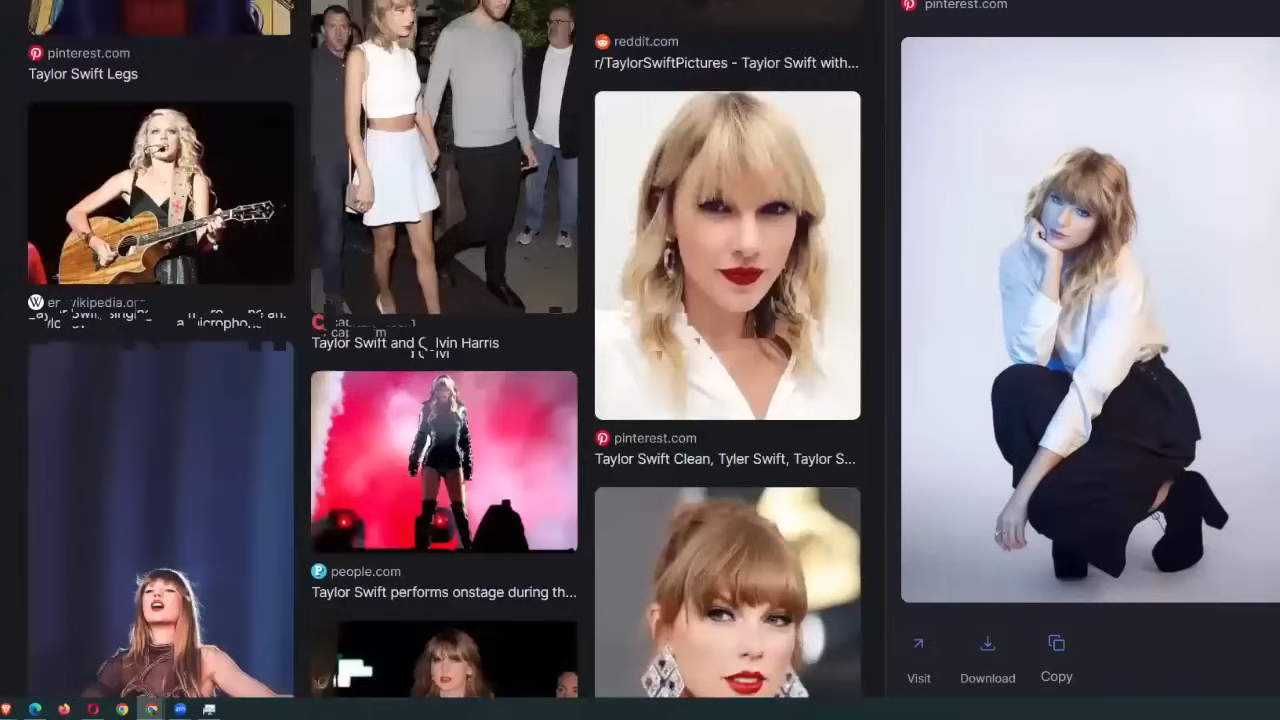 pinterest.com
Taylor Swift Legs
Taylor Swift and Calvin Harris
people.com
Taylor Swift performs onstage during th...
reddit.com
r/TaylorSwiftPictures - Taylor Swift with...
pinterest.com
Taylor Swift Clean, Tyler Swift, Taylor S...
pinterest.com
Visit
Download
Copy